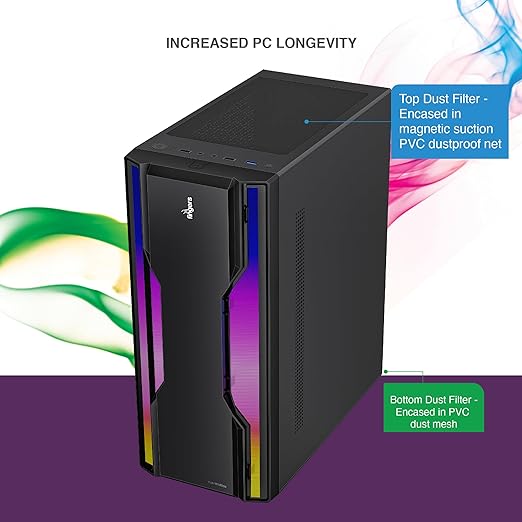 INCREASED PC LONGEVITY
Top Dust Filter -
Encased in
magnetic suction
PVC dustproof net
fingers
Bottom Dust Filter -
Encased in PVC
dust mesh